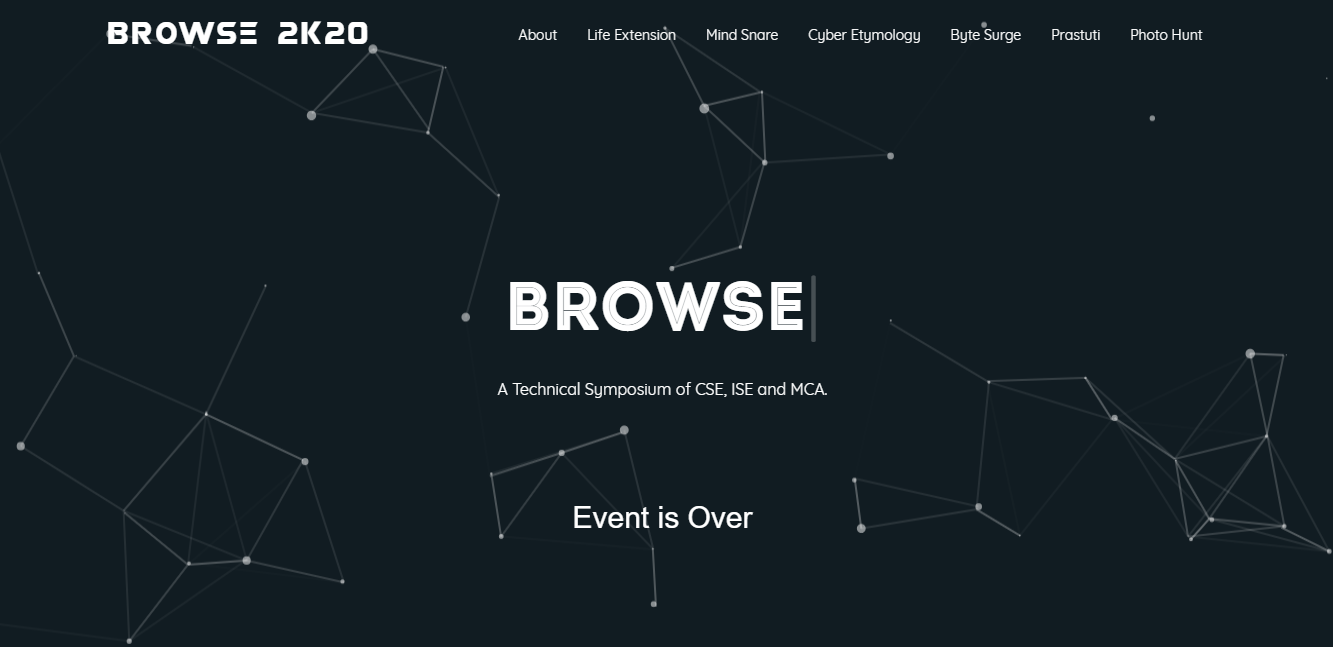 BROWSE 2K20
About Life Extension Mind Snare Cyber Etymology Byte Surge Prastuti Photo Hunt
BROWSE
A Technical Symposium of CSE, ISE and MCA.
Event is Over